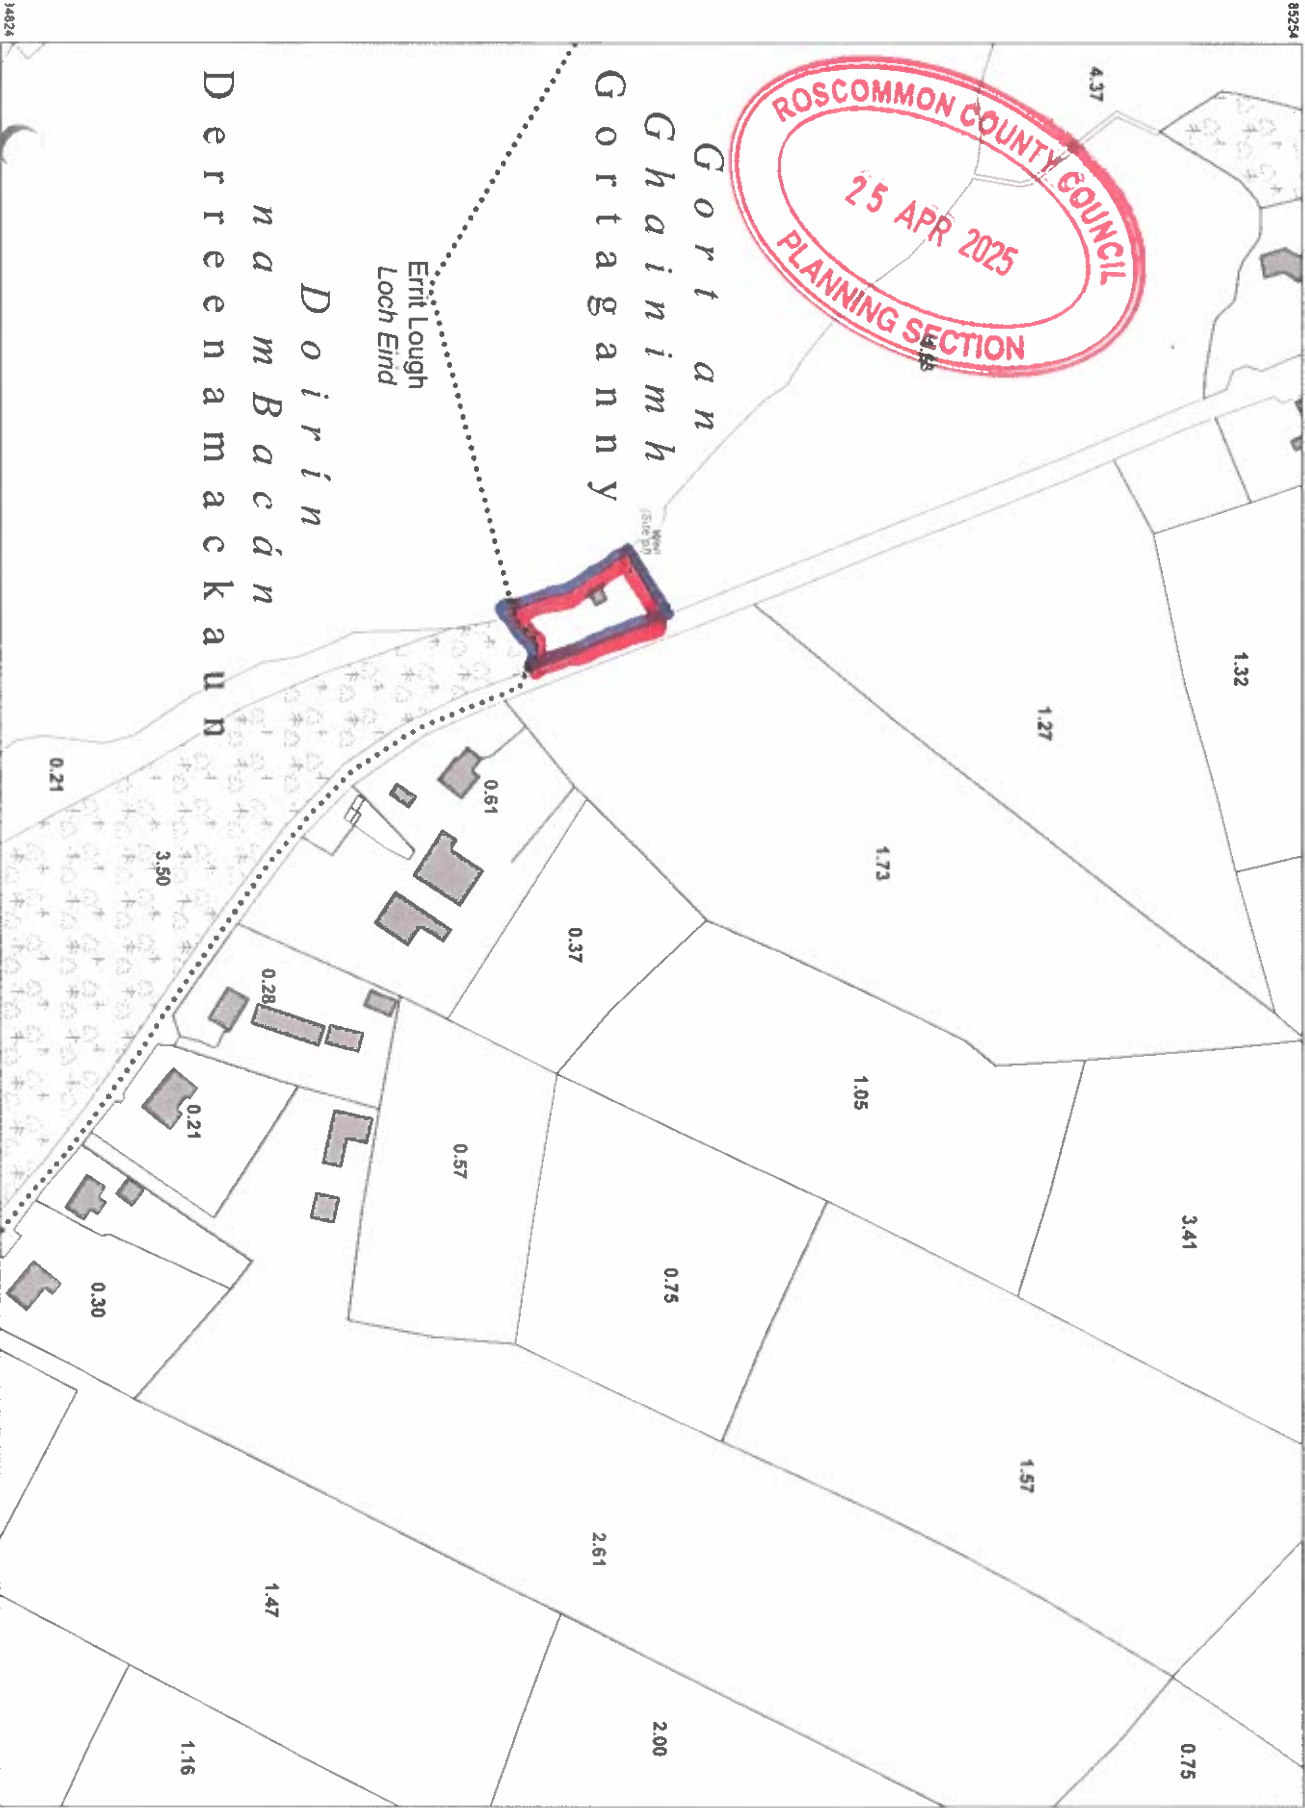 85254
94824
4.37
ROSCOMMON COUNTY COUNCIL
25 APR 2025
PLANNING SECTION
Gort an
Ghainimh
Gortaganny
Errit Lough
Loch Eirid
Doirín
na mBacán
Derreenamackaun
1.32
1.27
1.73
0.61
0.37
0.21
3.50
0.28
1.05
0.21
0.57
3.41
0.75
0.30
1.57
2.61
1.47
2.00
0.75
1.16